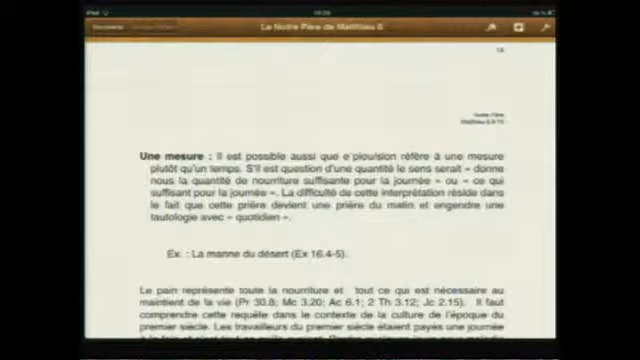 iPad
Le Notre Père de Matthieu 6
Notre Père
Une mesure : Il est possible aussi que e˙piou/sion réfère à une mesure
plutôt qu'un temps. S'il est question d'une quantité le sens serait « donne
nous la quantité de nourriture suffisante pour la journée » ou « ce qui
suffisant pour la journée ». La difficulté de cette interprétation réside dans
le fait que cette prière devient une prière du matin et engendre une
tautologie avec « quotidien ».
Ex. : La manne du désert (Ex 16.4-5).
Le pain représente toute la nourriture et tout ce qui est nécessaire au
maintient de la vie (Pr 30.8; Mc 3.20; Ac 6.1; 2 Th 3.12; Jc 2.15). Il faut
comprendre cette requête dans le contexte de la culture de l'époque du
premier siècle. Les travailleurs du premier siècle étaient payés une journée